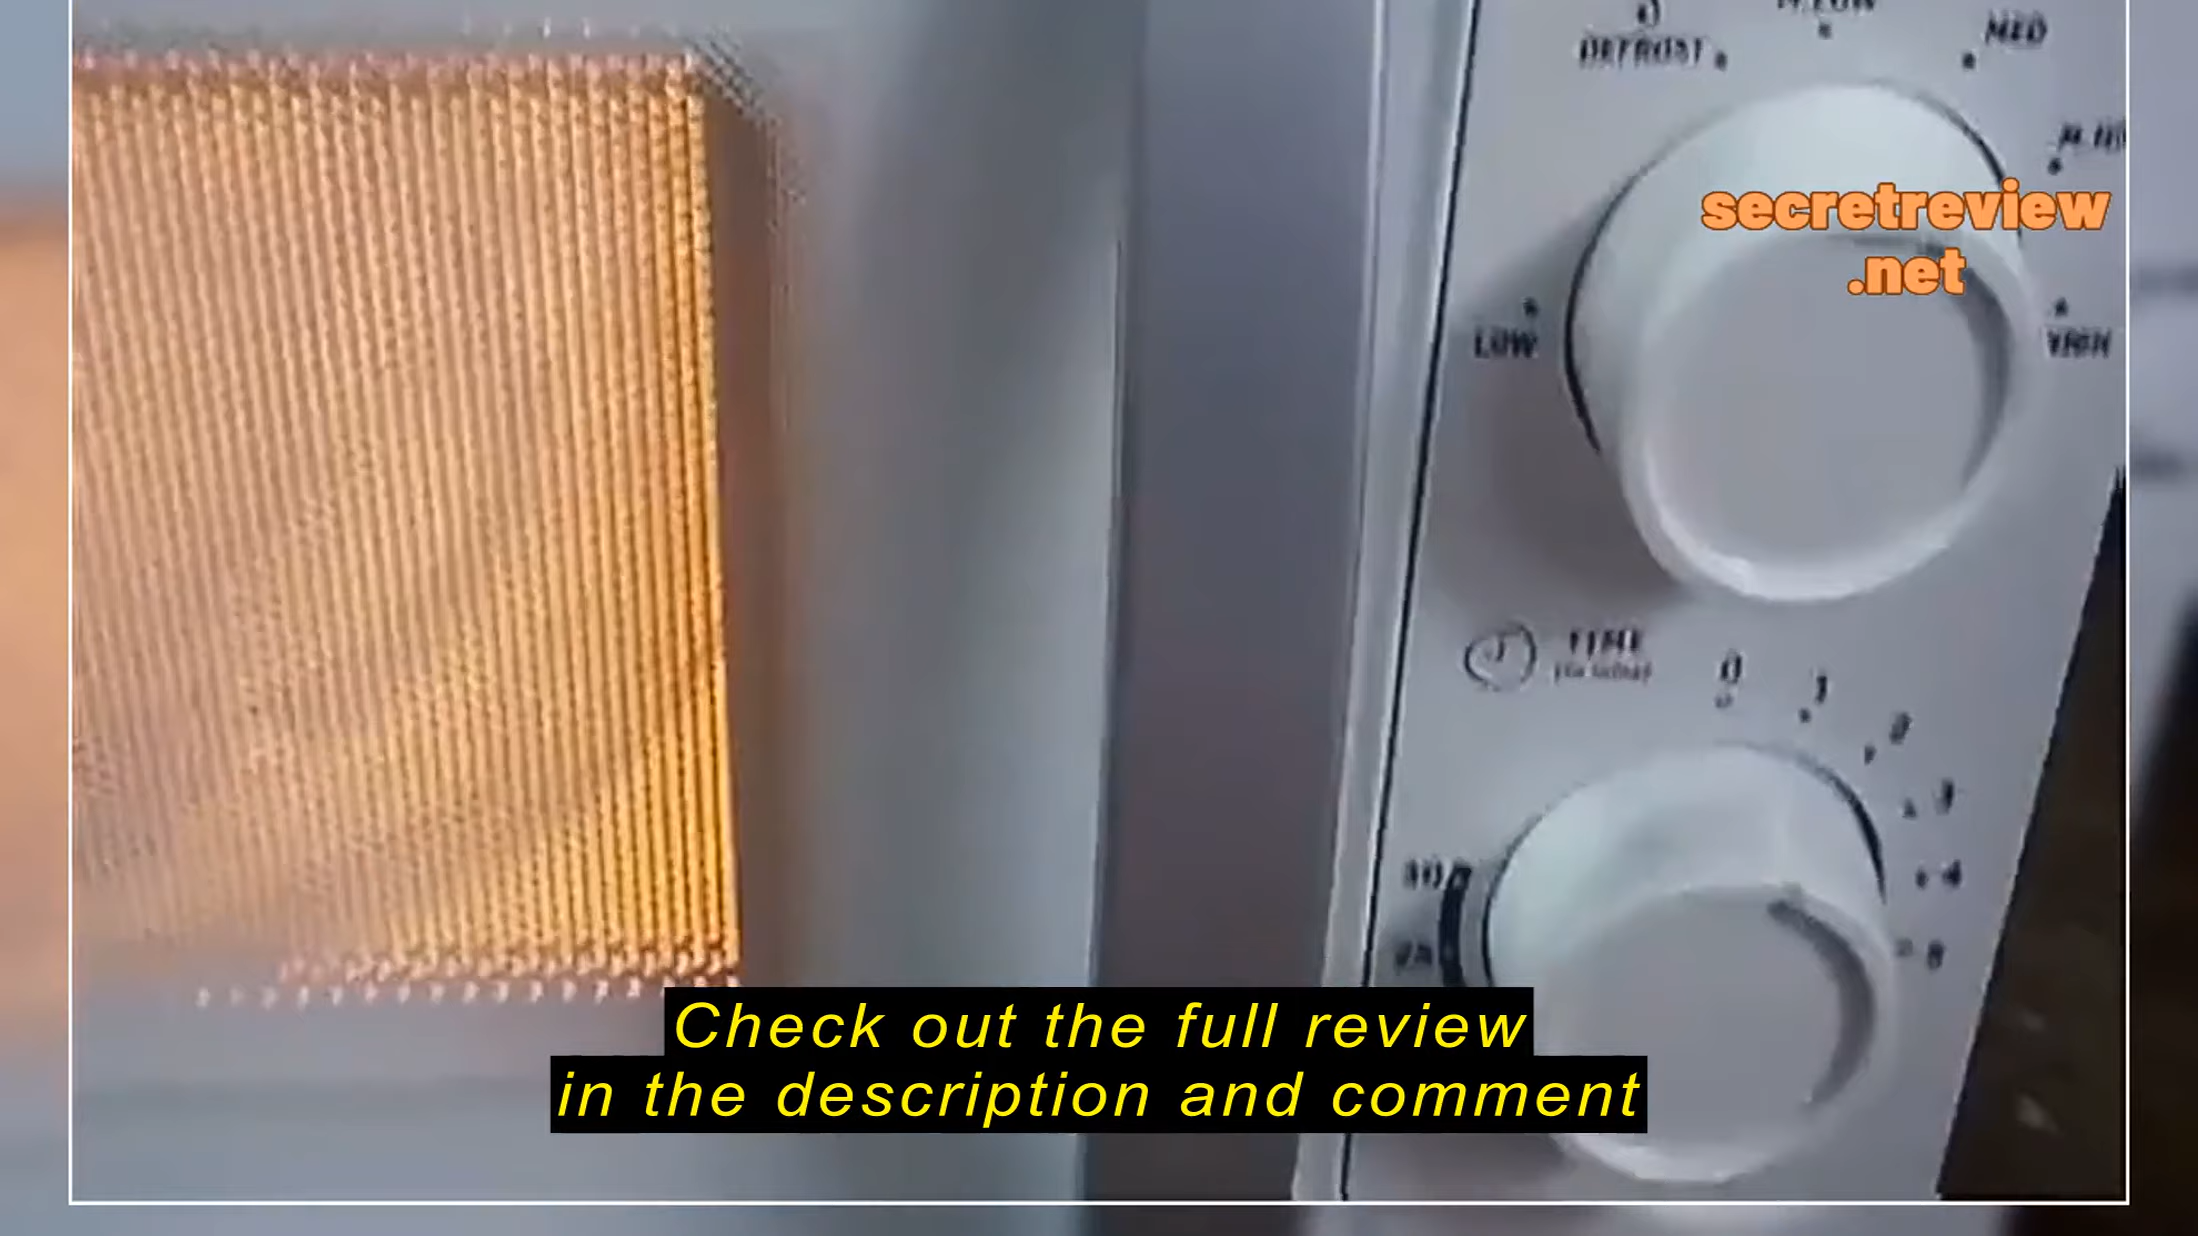 DEFROST
MED
secretreview
.net
LOW
TIME
0
1
2
3
4
5
Check out the full review
in the description and comment